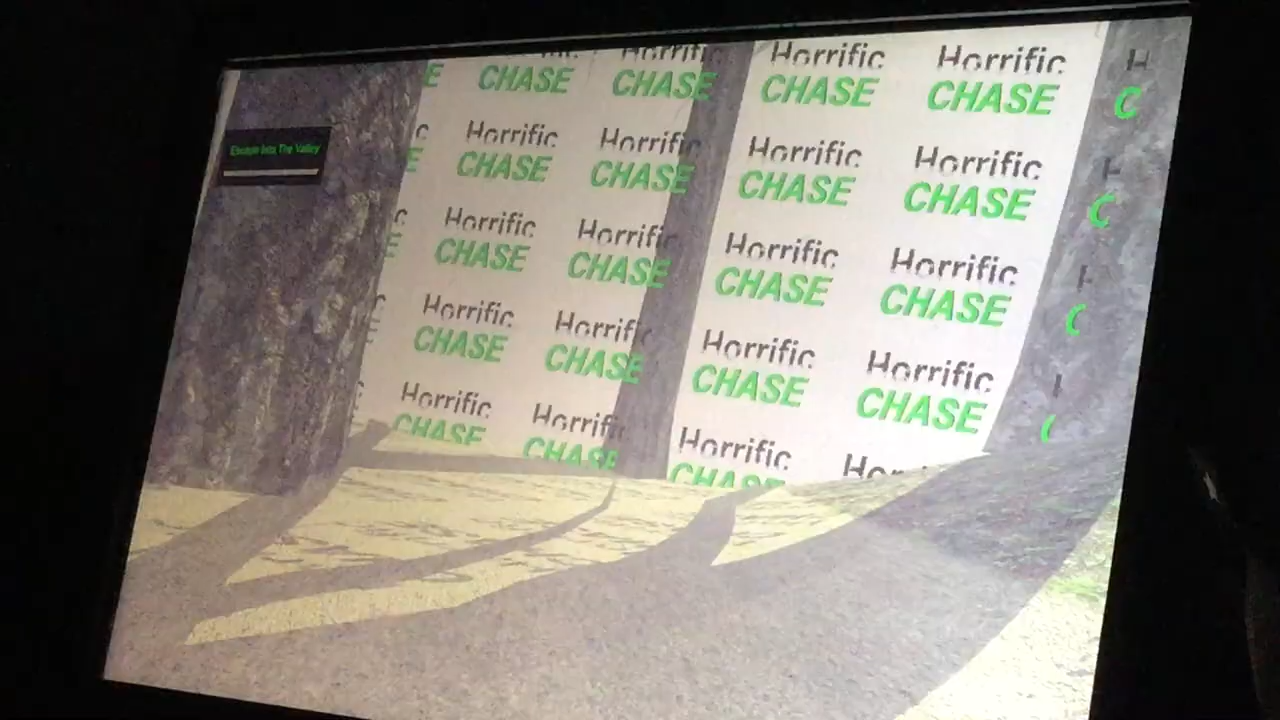 Horrific Horrific Horrific H
E CHASE CHASE CHASE CHASE C
Escape Into The Valley
c Horrific Horrific Horrific Horrific
E CHASE CHASE CHASE CHASE C
c Horrific Horrific Horrific Horrific
E CHASE CHASE CHASE CHASE C
Horrific Horrific Horrific Horrific
CHASE CHASE CHASE CHASE C
Horrific Horrific Horrific Hor
CHASE CHASE CHASE